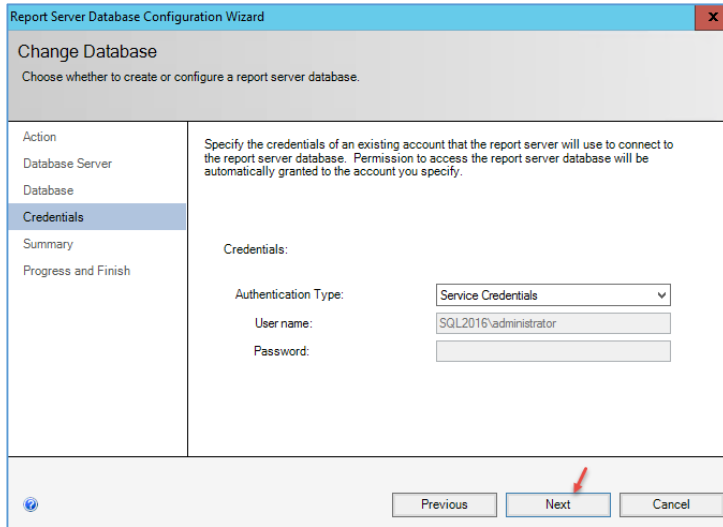 Report Server Database Configuration Wizard
x
Change Database
Choose whether to create or configure a report server database.
Action
Database Server
Database
Credentials
Summary
Progress and Finish
Specify the credentials of an existing account that the report server will use to connect to
the report server database. Permission to access the report server database will be
automatically granted to the account you specify.
Credentials:
Authentication Type:
Service Credentials
User name:
SQL2016\administrator
Password:
?
Previous
Next
Cancel